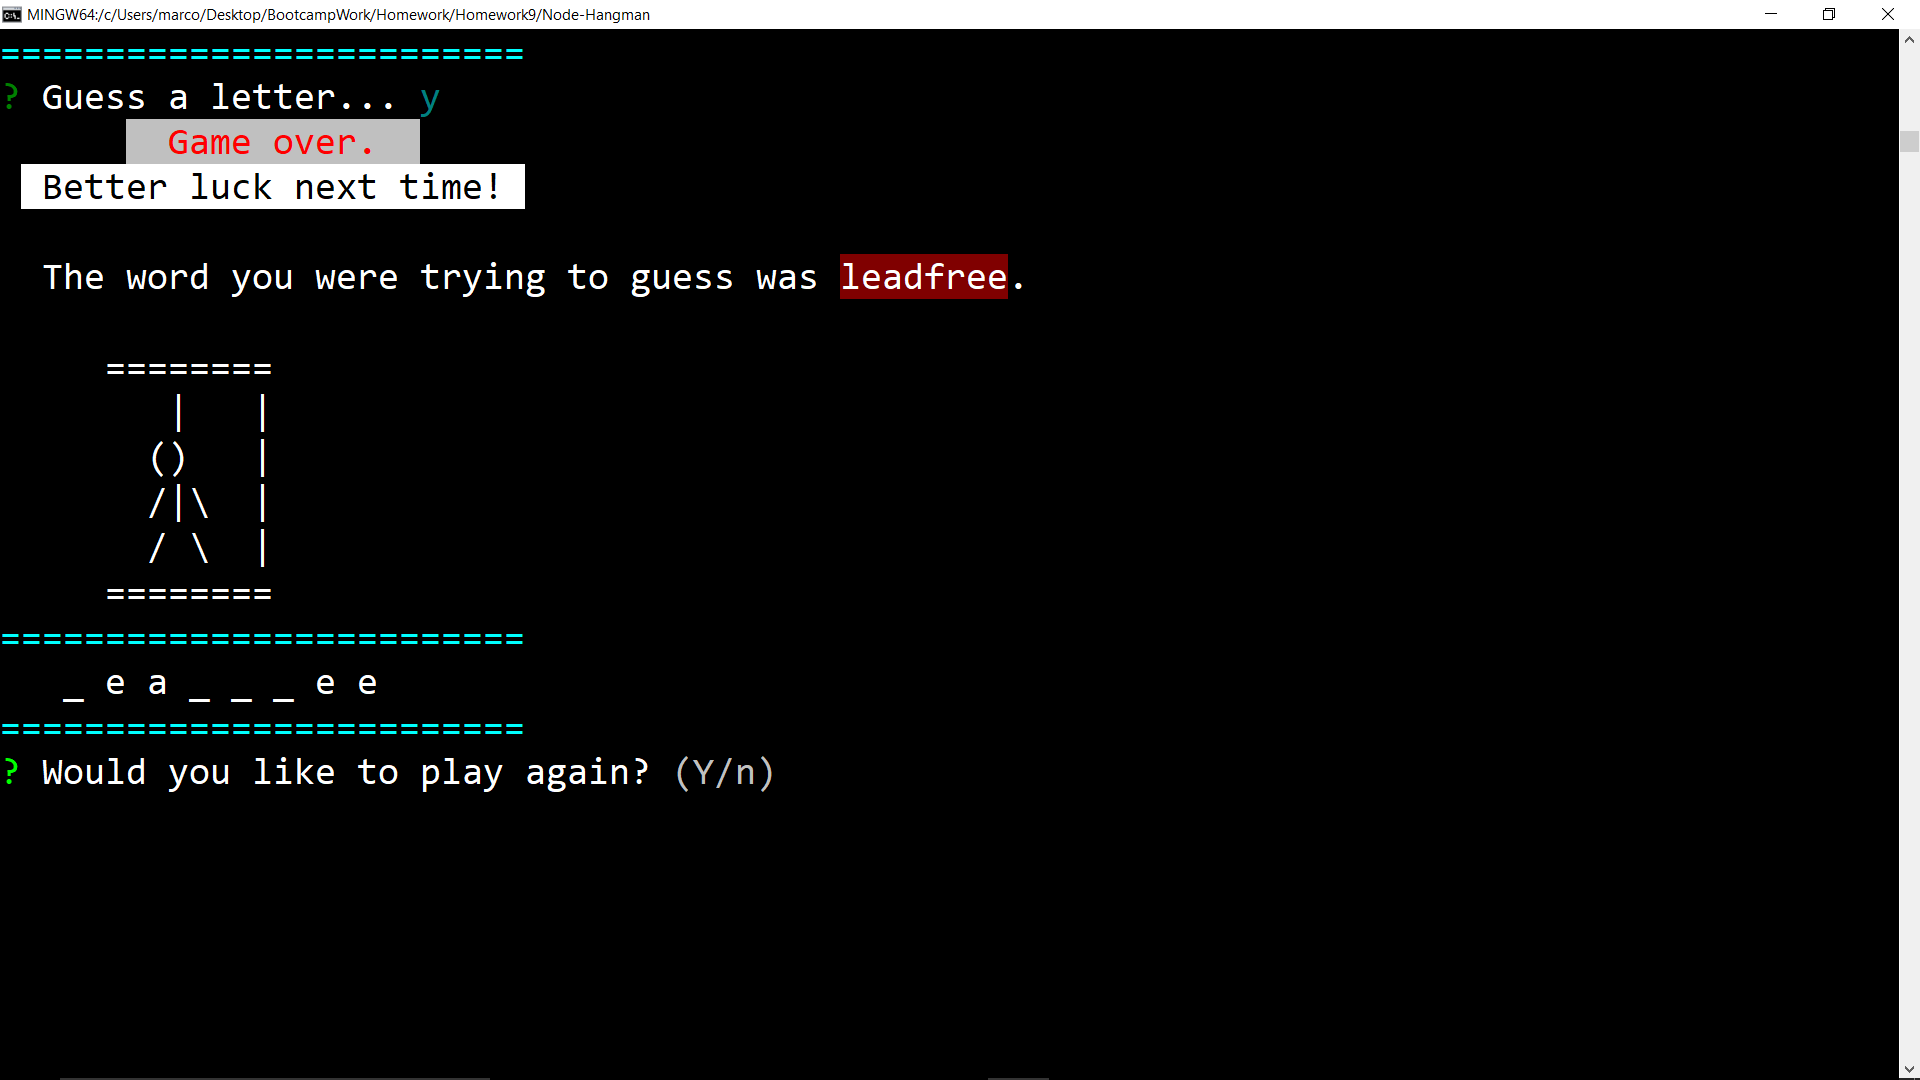 MINGW64:/c/Users/marco/Desktop/BootcampWork/Homework/Homework9/Node-Hangman
=========================
? Guess a letter... y
Game over.
Better luck next time!
The word you were trying to guess was leadfree.
========
|   |
()   |
/|\  |
/ \  |
========
=========================
_ e a _ _ _ e e
=========================
? Would you like to play again? (Y/n)